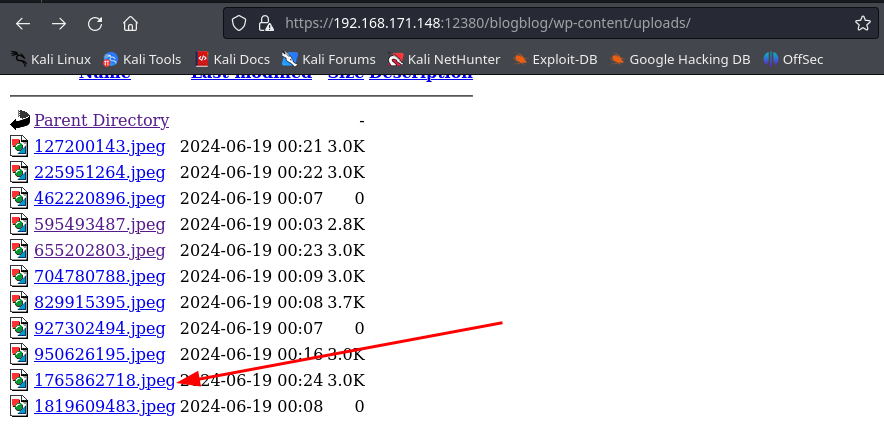 https://192.168.171.148:12380/blogblog/wp-content/uploads/
Kali Linux Kali Tools Kali Docs Kali Forums Kali NetHunter Exploit-DB Google Hacking DB OffSec
Name Last modified Size Description
Parent Directory -
127200143.jpeg 2024-06-19 00:21 3.0K
225951264.jpeg 2024-06-19 00:22 3.0K
462220896.jpeg 2024-06-19 00:07 0
595493487.jpeg 2024-06-19 00:03 2.8K
655202803.jpeg 2024-06-19 00:23 3.0K
704780788.jpeg 2024-06-19 00:09 3.0K
829915395.jpeg 2024-06-19 00:08 3.7K
927302494.jpeg 2024-06-19 00:07 0
950626195.jpeg 2024-06-19 00:16 3.0K
1765862718.jpeg 2024-06-19 00:24 3.0K
1819609483.jpeg 2024-06-19 00:08 0